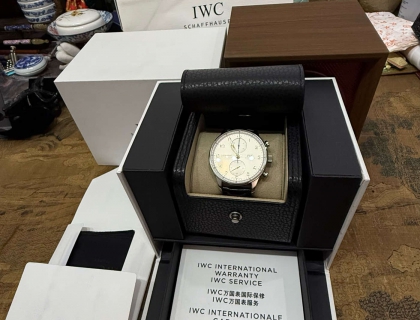 IWC
SCHAFFHAUSEN
IWC INTERNATIONAL
WARRANTY
IWC SERVICE
IWC万国表国际保修
IWC万国表服务
IWC INTERNATIONALE